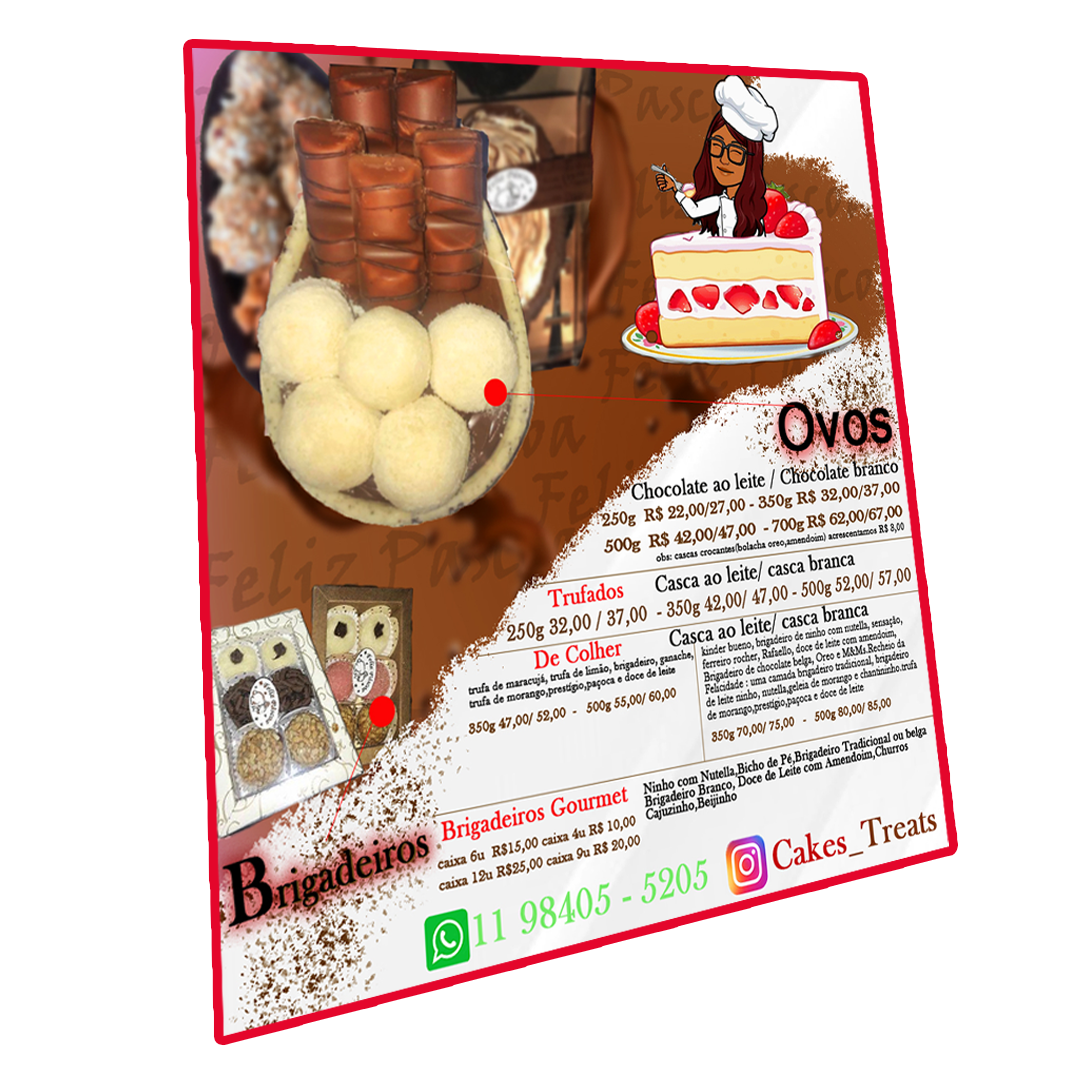 Feliz Pascoa
Ovos
Chocolate ao leite / Chocolate branco
250g R$ 22,00/27,00 - 350g R$ 32,00/37,00
500g R$ 42,00/47,00 - 700g R$ 62,00/67,00
obs: cascas crocantes(bolacha oreo,amendoim) acrescentamos R$ 3,00
Trufados Casca ao leite/ casca branca
250g 32,00 / 37,00 - 350g 42,00/ 47,00 - 500g 52,00/ 57,00
De Colher Casca ao leite/ casca branca
trufa de maracujá, trufa de limão, brigadeiro, ganache,
trufa de morango,prestígio,paçoca e doce de leite
350g 47,00/ 52,00 - 500g 55,00/ 60,00
kinder bueno, brigadeiro de ninho com nutella, sensação,
ferreiro rocher, Rafaello, doce de leite com amendoim,
Brigadeiro de chocolate belga, Oreo e M&Ms.Recheio da
Felicidade : uma camada brigadeiro tradicional, brigadeiro
de leite ninho, nutella,geleia de morango e chantininho.trufa
de morango,prestígio,paçoca e doce de leite
350g 70,00/ 75,00 - 500g 80,00/ 85,00
Brigadeiros
Brigadeiros Gourmet
caixa 6u R$15,00 caixa 4u R$ 10,00
caixa 12u R$25,00 caixa 9u R$ 20,00
Ninho com Nutella,Bicho de Pé,Brigadeiro Tradicional ou belga
Brigadeiro Branco, Doce de Leite com Amendoim,Churros
Cajuzinho,Beijinho
11 98405 - 5205
Cakes_Treats